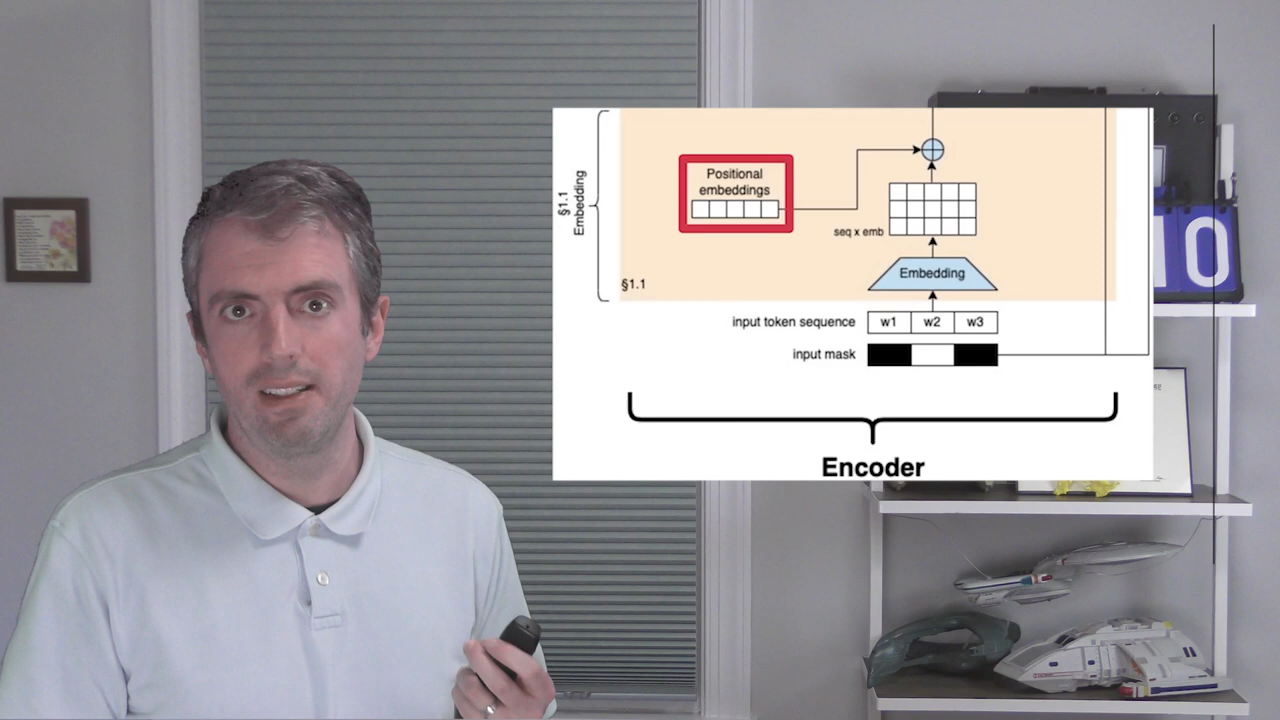 §1.1
Embedding
Positional
embeddings
seq x emb
Embedding
§1.1
input token sequence
w1 w2 w3
input mask
Encoder
10